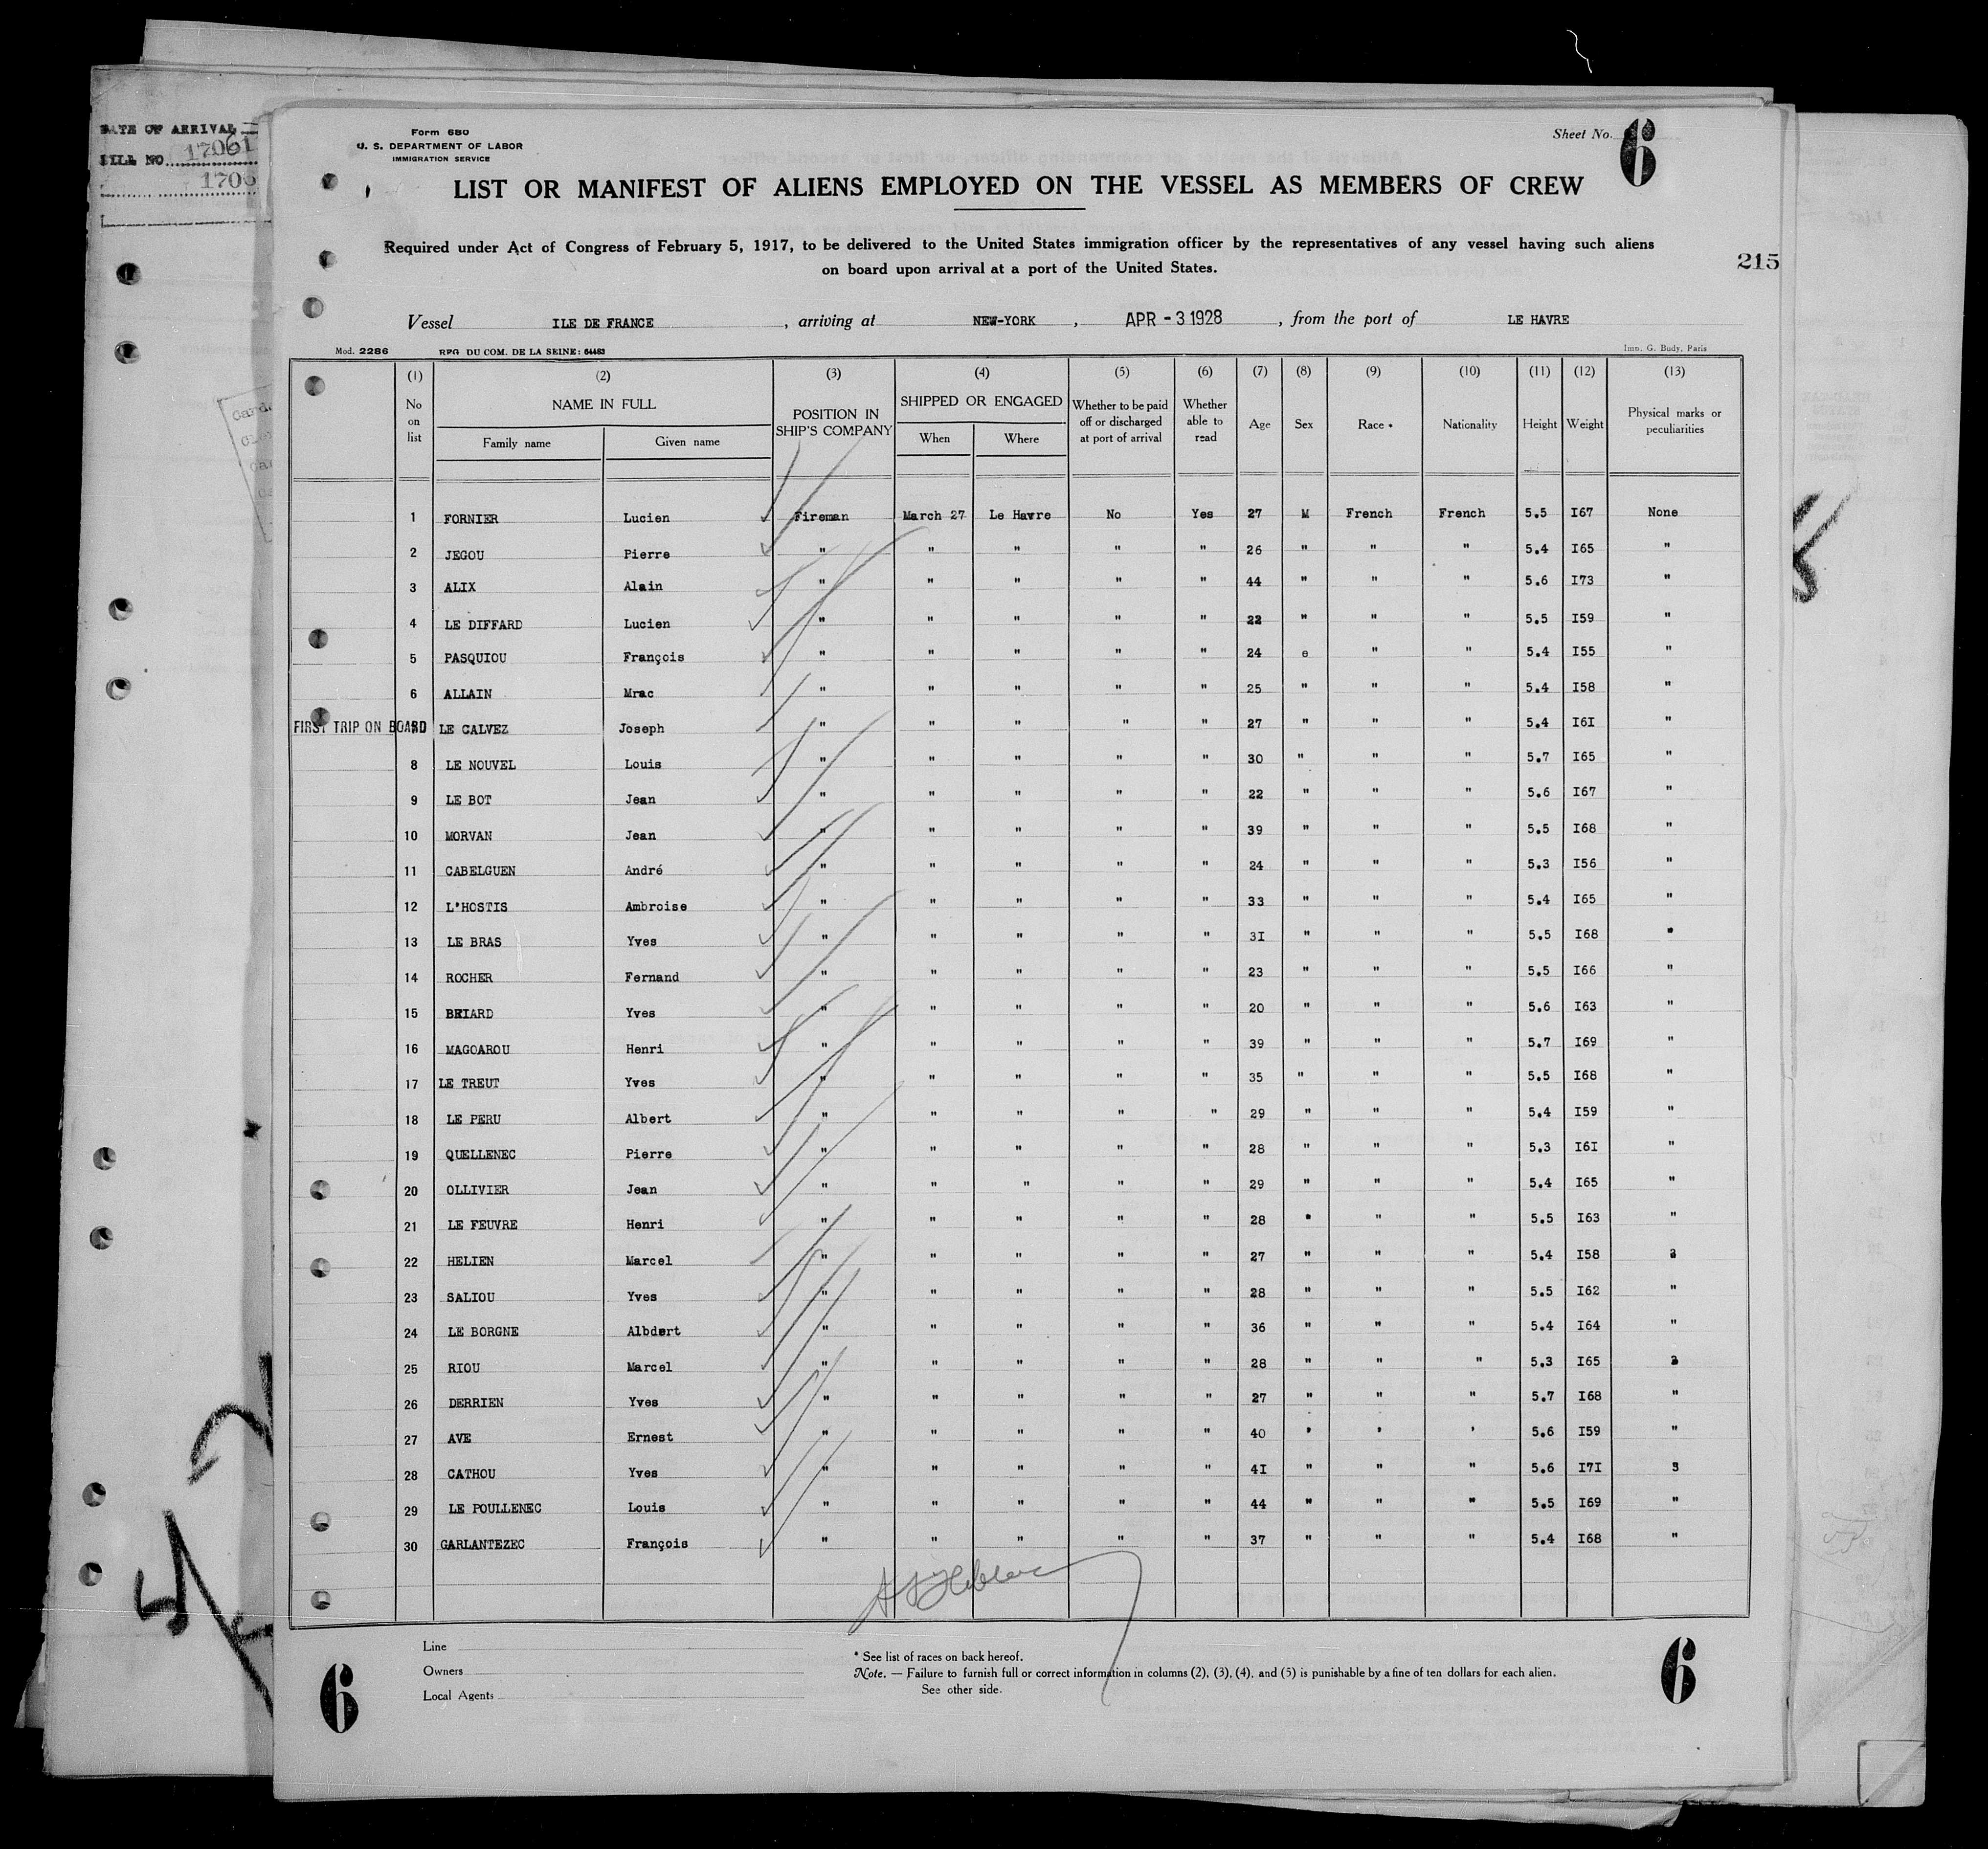 DATE OF ARRIVAL
BILL NO. 17061
Form 680
U. S. DEPARTMENT OF LABOR
IMMIGRATION SERVICE
Sheet No. 6
LIST OR MANIFEST OF ALIENS EMPLOYED ON THE VESSEL AS MEMBERS OF CREW
Required under Act of Congress of February 5, 1917, to be delivered to the United States immigration officer by the representatives of any vessel having such aliens
on board upon arrival at a port of the United States.
215
Vessel ILE DE FRANCE, arriving at NEW-YORK, APR - 3 1928, from the port of LE HAVRE
Mod. 2286 RPG DU COM. DE LA SEINE: 64483 Imp. G. Body, Paris
(1) (2) (3) (4) (5) (6) (7) (8) (9) (10) (11) (12) (13)
No on list NAME IN FULL Family name Given name POSITION IN SHIP'S COMPANY SHIPPED OR ENGAGED When Where Whether to be paid off or discharged at port of arrival Whether able to read Age Sex Race * Nationality Height Weight Physical marks or peculiarities
1 FORNIER Lucien Fireman March 27 Le Havre No Yes 27 M French French 5.5 I67 None
2 JEGOU Pierre " " " " " 26 " " " 5.4 I65 "
3 ALIX Alain " " " " " 44 " " " 5.6 I73 "
4 LE DIFFARD Lucien " " " " " 22 " " " 5.5 I59 "
5 PASQUIOU François " " " " " 24 e " " 5.4 I55 "
6 ALLAIN Mrac " " " " " 25 " " " 5.4 I58 "
FIRST TRIP ON BOARD LE CALVEZ Joseph " " " " " 27 " " " 5.4 I6I "
8 LE NOUVEL Louis " " " " " 30 " " " 5.7 I65 "
9 LE BOT Jean " " " " " 22 " " " 5.6 I67 "
10 MORVAN Jean " " " " " 39 " " " 5.5 I68 "
11 CABELGUEN André " " " " " 24 " " " 5.3 I56 "
12 L'HOSTIS Ambroise " " " " " 33 " " " 5.4 I65 "
13 LE BRAS Yves " " " " " 3I " " " 5.5 I68 "
14 ROCHER Fernand " " " " " 23 " " " 5.5 I66 "
15 BRIARD Yves " " " " " 20 " " " 5.6 I63 "
16 MAGOAROU Henri " " " " " 39 " " " 5.7 I69 "
17 LE TREUT Yves " " " " " 35 " " " 5.5 I68 "
18 LE PERU Albert " " " " " 29 " " " 5.4 I59 "
19 QUELLENEC Pierre " " " " " 28 " " " 5.3 I6I "
20 OLLIVIER Jean " " " " " 29 " " " 5.4 I65 "
21 LE FEUVRE Henri " " " " " 28 " " " 5.5 I63 "
22 HELIEN Marcel " " " " " 27 " " " 5.4 I58 3
23 SALIOU Yves " " " " " 28 " " " 5.5 I62 "
24 LE BORGNE Albdert " " " " " 36 " " " 5.4 I64 "
25 RIOU Marcel " " " " " 28 " " " 5.3 I65 3
26 DERRIEN Yves " " " " " 27 " " " 5.7 I68 "
27 AVE Ernest " " " " " 40 ' ' ' 5.6 I59 "
28 CATHOU Yves " " " " " 4I " " " 5.6 I7I 3
29 LE POULLENEC Louis " " " " " 44 " " " 5.5 I69 "
30 GARLANTEZEC François " " " " " 37 " " " 5.4 I68 "
Line
Owners
Local Agents
* See list of races on back hereof.
Note. — Failure to furnish full or correct information in columns (2), (3), (4), and (5) is punishable by a fine of ten dollars for each alien.
See other side.
6
6